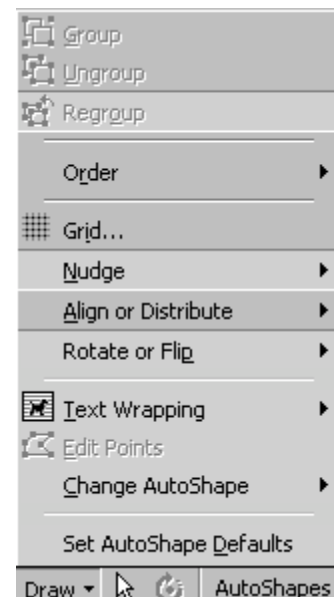 Group
Ungroup
Regroup
Order
Grid...
Nudge
Align or Distribute
Rotate or Flip
Text Wrapping
Edit Points
Change AutoShape
Set AutoShape Defaults
Draw AutoShapes